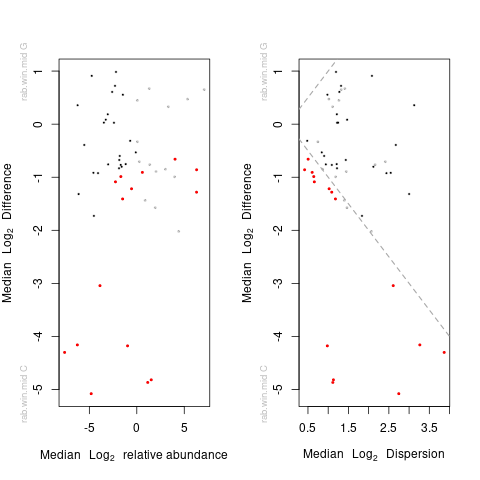 rab.win.mid G
rab.win.mid C
Median Log2 Difference
1
0
-1
-2
-3
-4
-5
-5
0
5
Median Log2 relative abundance
rab.win.mid G
rab.win.mid C
Median Log2 Difference
1
0
-1
-2
-3
-4
-5
0.5
1.5
2.5
3.5
Median Log2 Dispersion